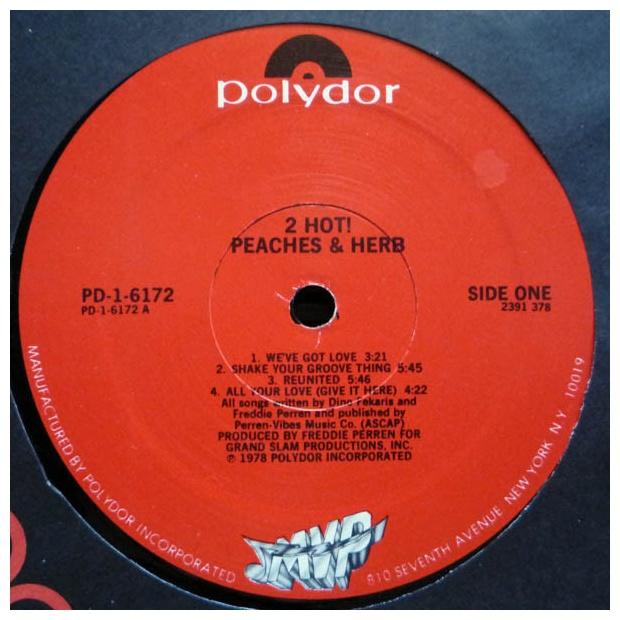 polydor
2 HOT!
PEACHES & HERB
PD-1-6172
PD-1-6172 A
SIDE ONE
2391 378
1. WE'VE GOT LOVE 3:21
2. SHAKE YOUR GROOVE THING 5:45
3. REUNITED 5:46
4. ALL YOUR LOVE (GIVE IT HERE) 4:22
All songs written by Dino Fekaris and
Freddie Perren and published by
Perren-Vibes Music Co. (ASCAP)
PRODUCED BY FREDDIE PERREN FOR
GRAND SLAM PRODUCTIONS, INC.
℗ 1978 POLYDOR INCORPORATED
MANUFACTURED BY POLYDOR INCORPORATED
MVP
810 SEVENTH AVENUE NEW YORK N.Y. 10019